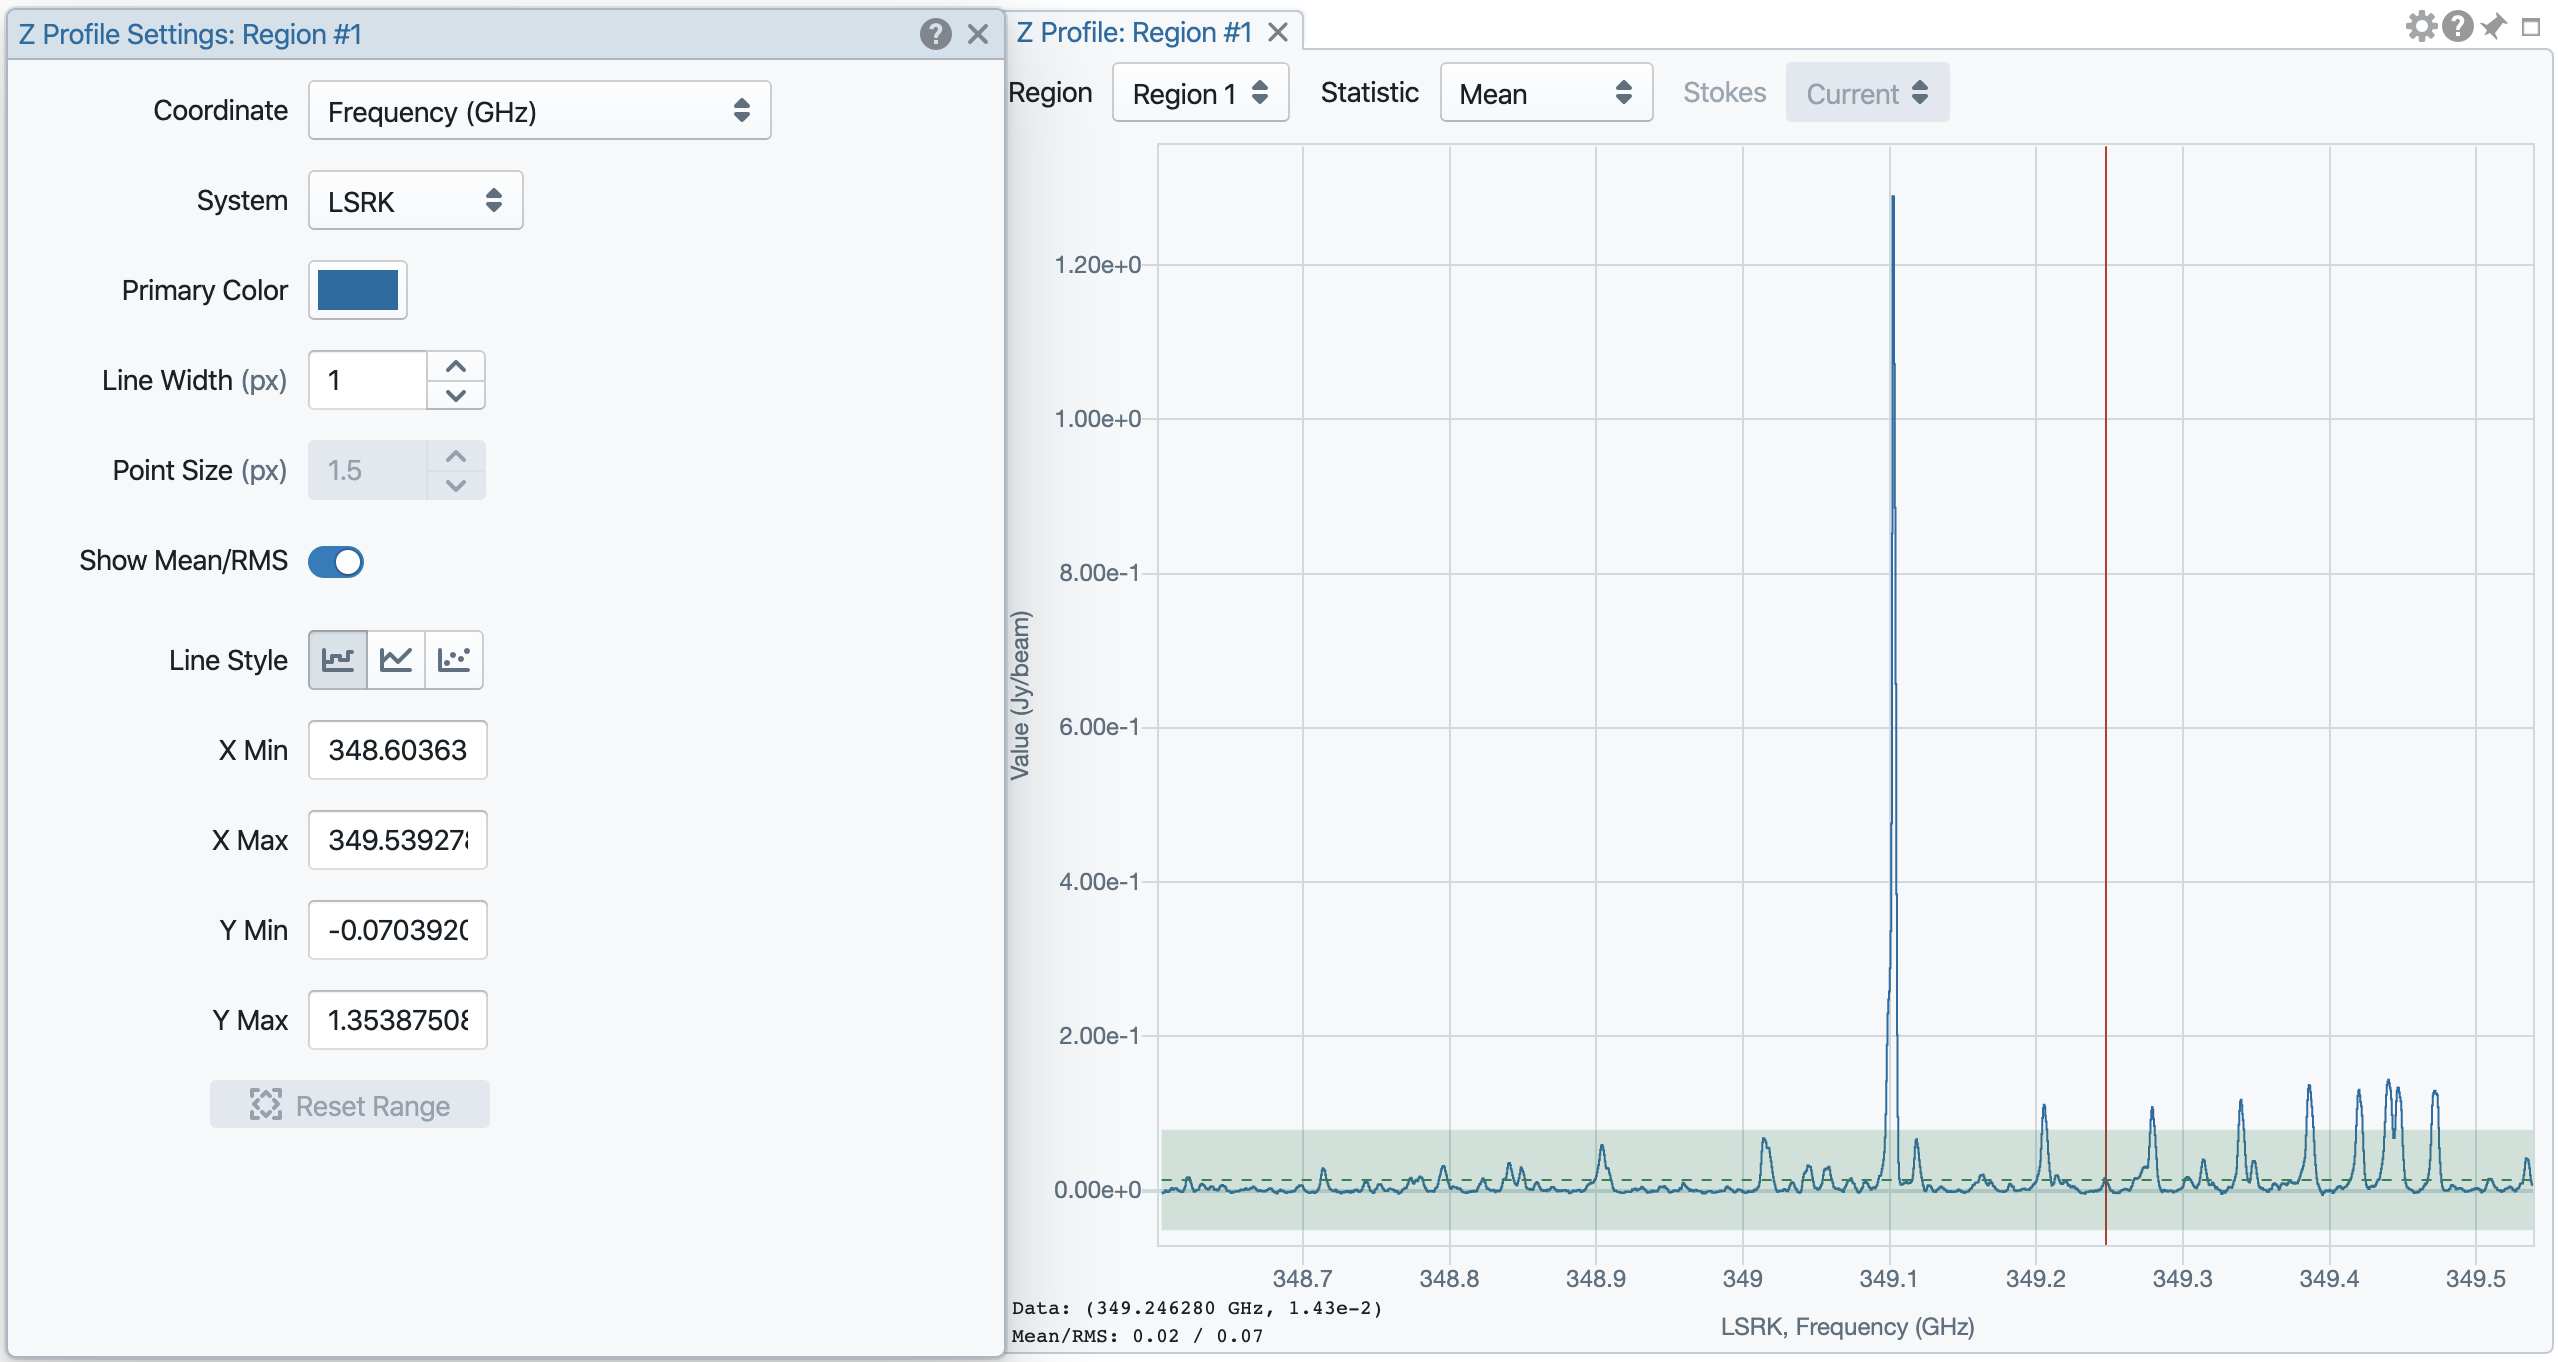 Z Profile Settings: Region #1
Coordinate Frequency (GHz)
System LSRK
Primary Color
Line Width (px) 1
Point Size (px) 1.5
Show Mean/RMS
Line Style
X Min 348.60363
X Max 349.539278
Y Min -0.0703920
Y Max 1.35387508
Reset Range
Z Profile: Region #1
Region Region 1 Statistic Mean Stokes Current
1.20e+0
1.00e+0
8.00e-1
6.00e-1
4.00e-1
2.00e-1
0.00e+0
Value (Jy/beam)
348.7 348.8 348.9 349 349.1 349.2 349.3 349.4 349.5
LSRK, Frequency (GHz)
Data: (349.246280 GHz, 1.43e-2)
Mean/RMS: 0.02 / 0.07